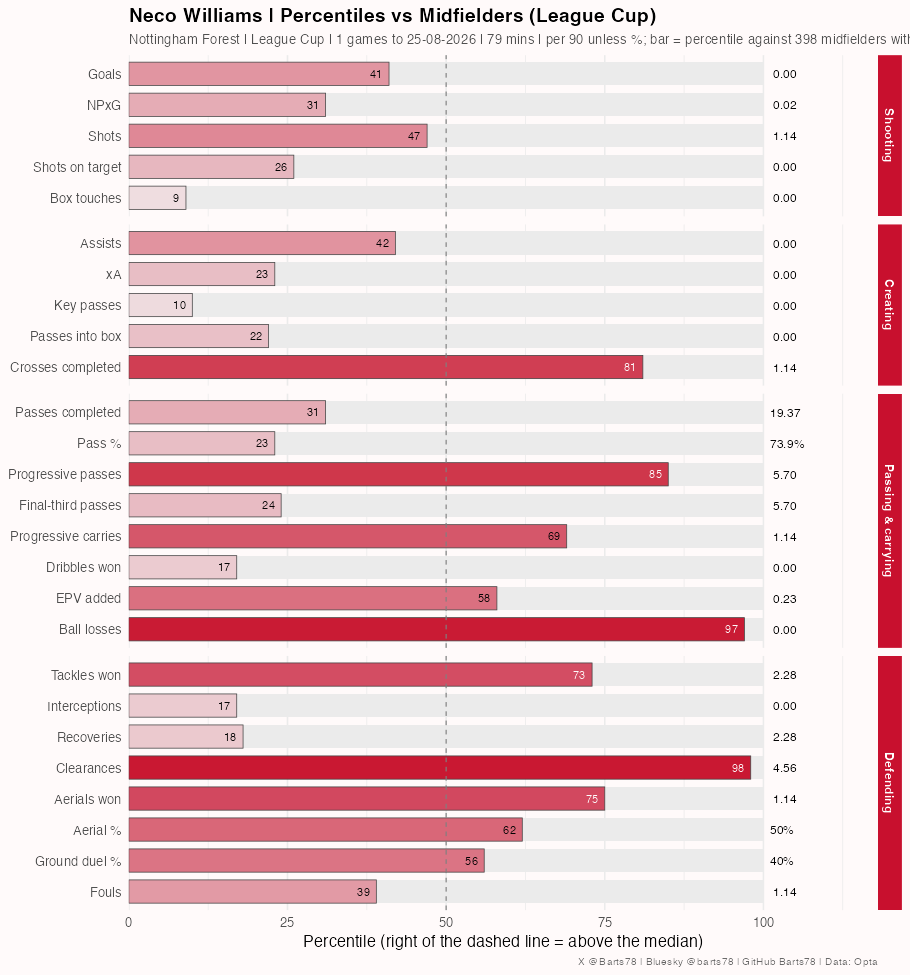 Neco Williams | Percentiles vs Midfielders (League Cup)
Nottingham Forest | League Cup | 1 games to 25-08-2026 | 79 mins | per 90 unless %; bar = percentile against 398 midfielders with
Goals 41 0.00
NPxG 31 0.02
Shots 47 1.14
Shots on target 26 0.00
Box touches 9 0.00
Shooting
Assists 42 0.00
xA 23 0.00
Key passes 10 0.00
Passes into box 22 0.00
Crosses completed 81 1.14
Creating
Passes completed 31 19.37
Pass % 23 73.9%
Progressive passes 85 5.70
Final-third passes 24 5.70
Progressive carries 69 1.14
Dribbles won 17 0.00
EPV added 58 0.23
Ball losses 97 0.00
Passing & carrying
Tackles won 73 2.28
Interceptions 17 0.00
Recoveries 18 2.28
Clearances 98 4.56
Aerials won 75 1.14
Aerial % 62 50%
Ground duel % 56 40%
Fouls 39 1.14
Defending
0 25 50 75 100
Percentile (right of the dashed line = above the median)
X @Barts78 | Bluesky @barts78 | GitHub Barts78 | Data: Opta